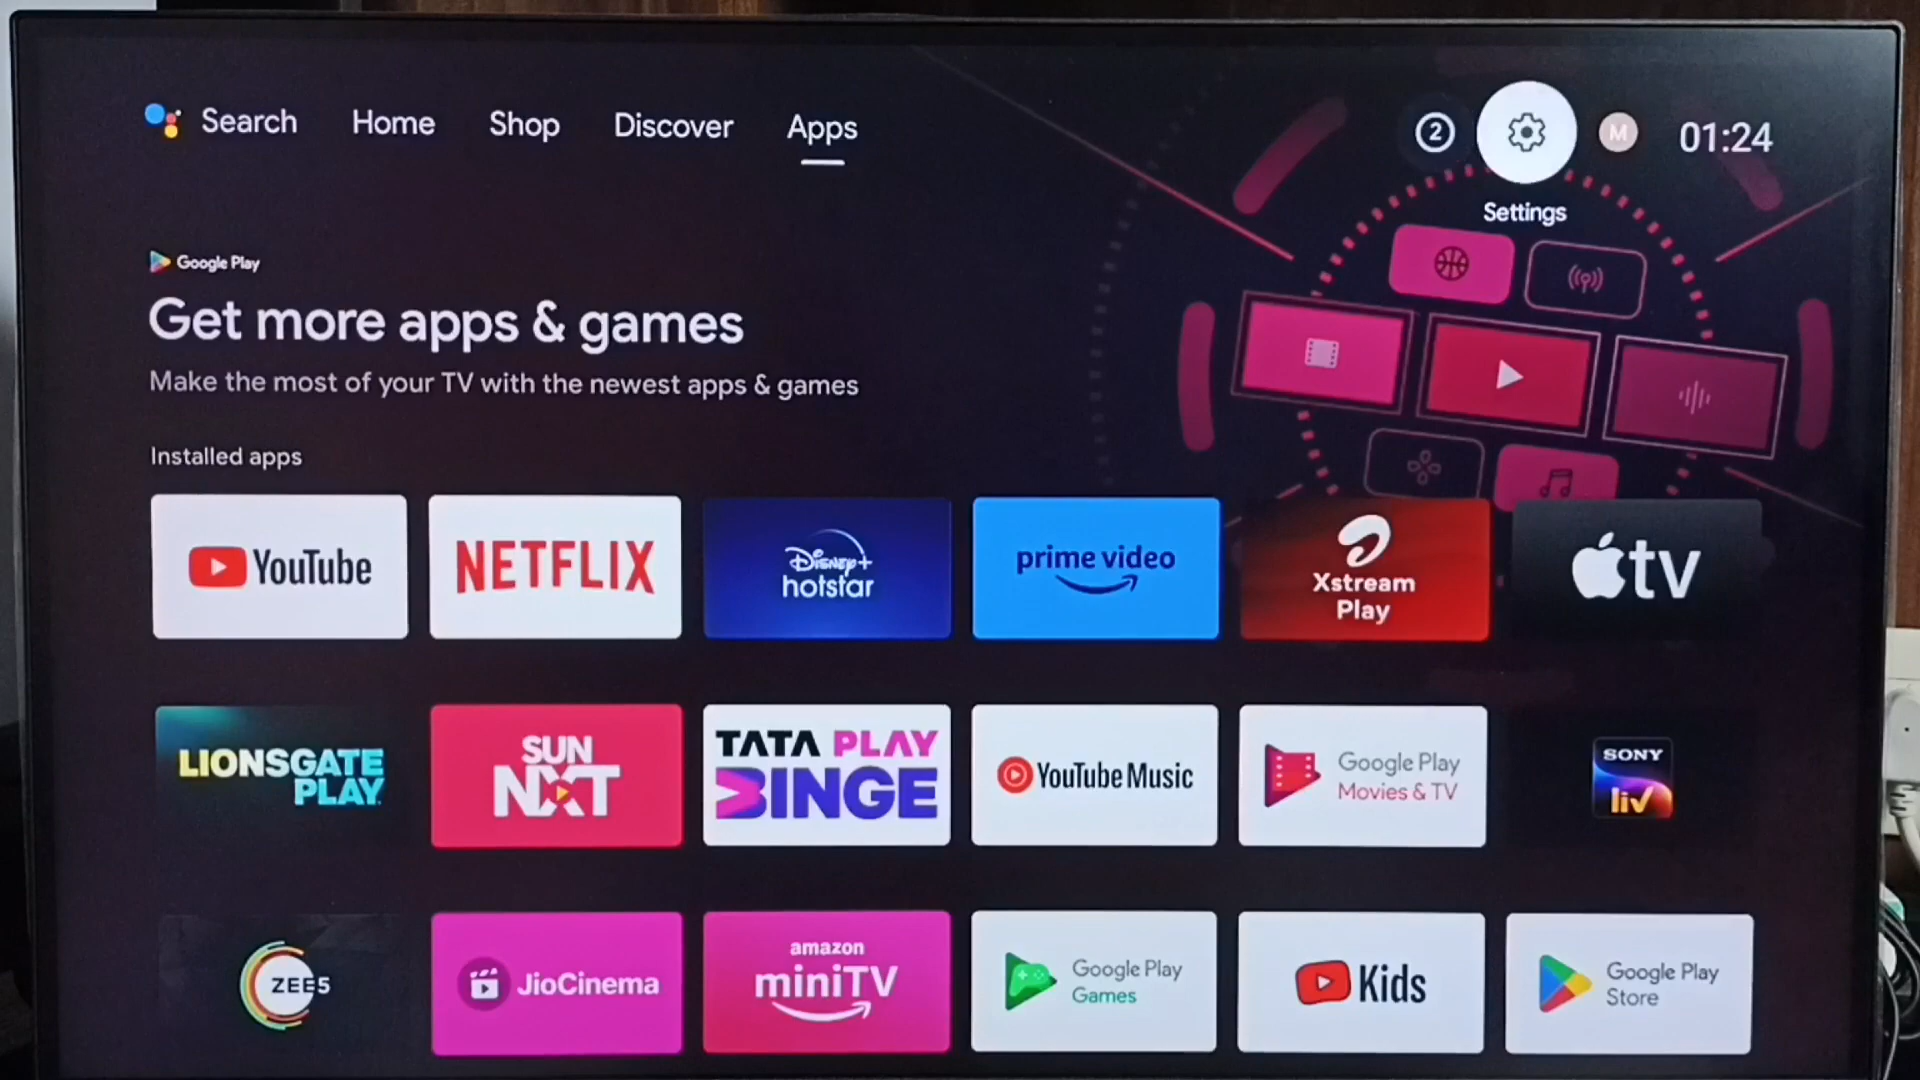 Search Home Shop Discover Apps
2 M 01:24
Settings
Google Play
Get more apps & games
Make the most of your TV with the newest apps & games
Installed apps
YouTube
NETFLIX
Disney+
hotstar
prime video
Xstream
Play
tv
LIONSGATE
PLAY
SUN
NXT
TATA PLAY
BINGE
YouTube Music
Google Play
Movies & TV
SONY
liv
ZEE5
JioCinema
amazon
miniTV
Google Play
Games
Kids
Google Play
Store